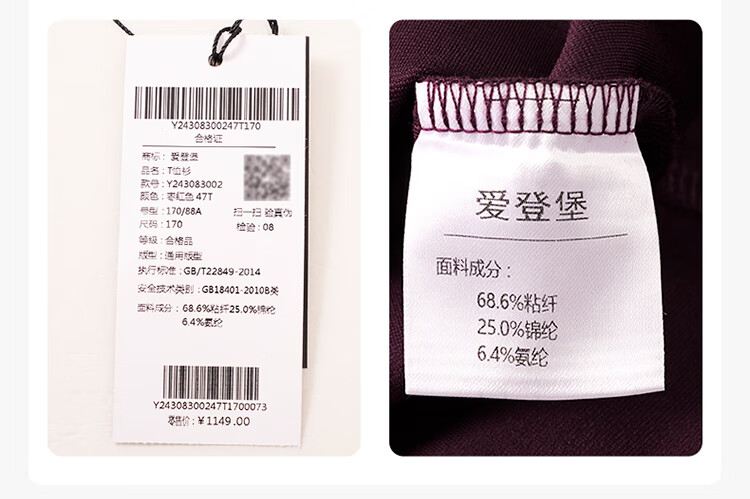 Y24308300247T170
合格证
商标：爱登堡
品名：T恤衫
款号：Y243083002
颜色：枣红色 47T
号型：170/88A
扫一扫 验真伪
尺码：170
检验：08
等级：合格品
版型：通用版型
执行标准：GB/T22849-2014
安全技术类别：GB18401-2010B类
面料成分：68.6%粘纤25.0%锦纶
6.4%氨纶
Y24308300247T1700073
零售价：¥1149.00
爱登堡
面料成分：
68.6%粘纤
25.0%锦纶
6.4%氨纶